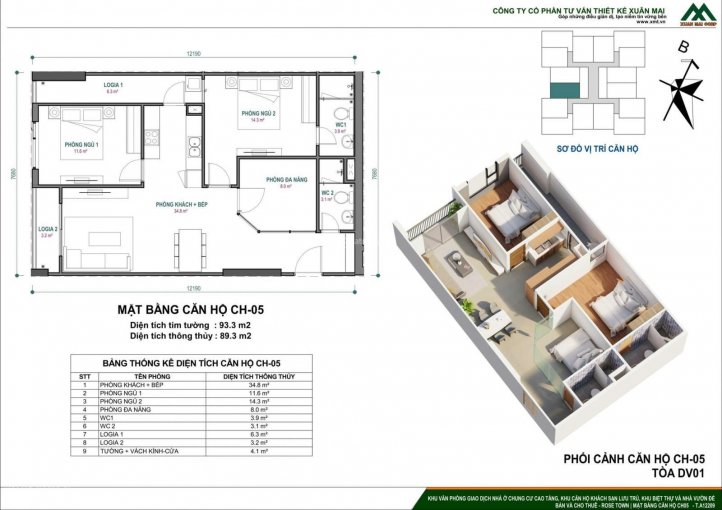 CÔNG TY CÓ PHẦN TƯ VẤN THIẾT KẾ XUÂN MAI
Góp những điều giản dị, tạo niềm tin vững bền
www.xmd.vn
XUAN MAI CORP
12190
LOGIA 1
6.3 m²
PHÒNG NGỦ 1
11.6 m²
PHÒNG NGỦ 2
14.3 m²
WC1
3.9 m²
PHÒNG ĐA NĂNG
8.0 m²
WC 2
3.1 m²
PHÒNG KHÁCH + BẾP
34.8 m²
LOGIA 2
3.2 m²
7660
7660
12190
B
SƠ ĐỒ VỊ TRÍ CĂN HỘ
MẶT BẰNG CĂN HỘ CH-05
Diện tích tim tường : 93.3 m2
Diện tích thông thủy : 89.3 m2
BẢNG THỐNG KÊ DIỆN TÍCH CĂN HỘ CH-05
STT TÊN PHÒNG DIỆN TÍCH THÔNG THỦY
1 PHÒNG KHÁCH + BẾP 34.8 m²
2 PHÒNG NGỦ 1 11.6 m²
3 PHÒNG NGỦ 2 14.3 m²
4 PHÒNG ĐA NĂNG 8.0 m²
5 WC1 3.9 m²
6 WC 2 3.1 m²
7 LOGIA 1 6.3 m²
8 LOGIA 2 3.2 m²
9 TƯỜNG + VÁCH KÍNH-CỬA 4.1 m²
PHỐI CẢNH CĂN HỘ CH-05
TÒA DV01
KHU VĂN PHÒNG GIAO DỊCH NHÀ Ở CHUNG CƯ CAO TẦNG, KHU CĂN HỘ KHÁCH SẠN LƯU TRÚ, KHU BIỆT THỰ VÀ NHÀ VƯỜN ĐỂ
BÁN VÀ CHO THUÊ - ROSE TOWN | MẶT BẰNG CĂN HỘ CH05 - T.A12289